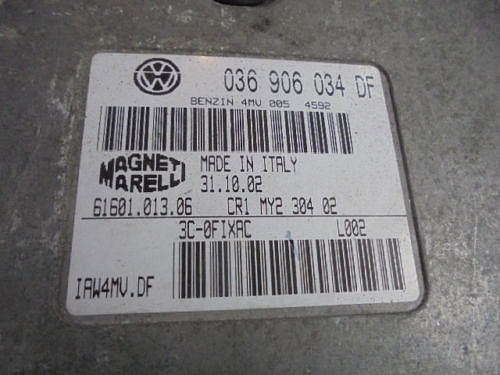 036 906 034 DF
BENZIN 4MV 005 4592
MAGNETI MARELLI
MADE IN ITALY
31.10.02
61601.013.06 CR1 MY2 304 02
3C-0FIXAC L002
IAW4MV.DF